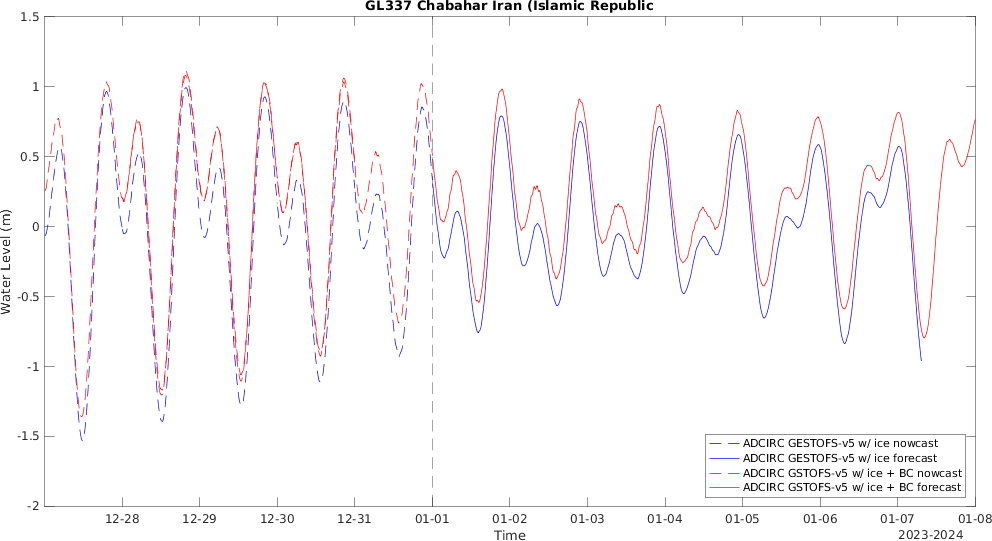 GL337 Chabahar Iran (Islamic Republic
1.5
1
0.5
0
-0.5
-1
-1.5
-2
Water Level (m)
12-28 12-29 12-30 12-31 01-01 01-02 01-03 01-04 01-05 01-06 01-07 01-08
Time
2023-2024
ADCIRC GESTOFS-v5 w/ ice nowcast
ADCIRC GESTOFS-v5 w/ ice forecast
ADCIRC GSTOFS-v5 w/ ice + BC nowcast
ADCIRC GSTOFS-v5 w/ ice + BC forecast